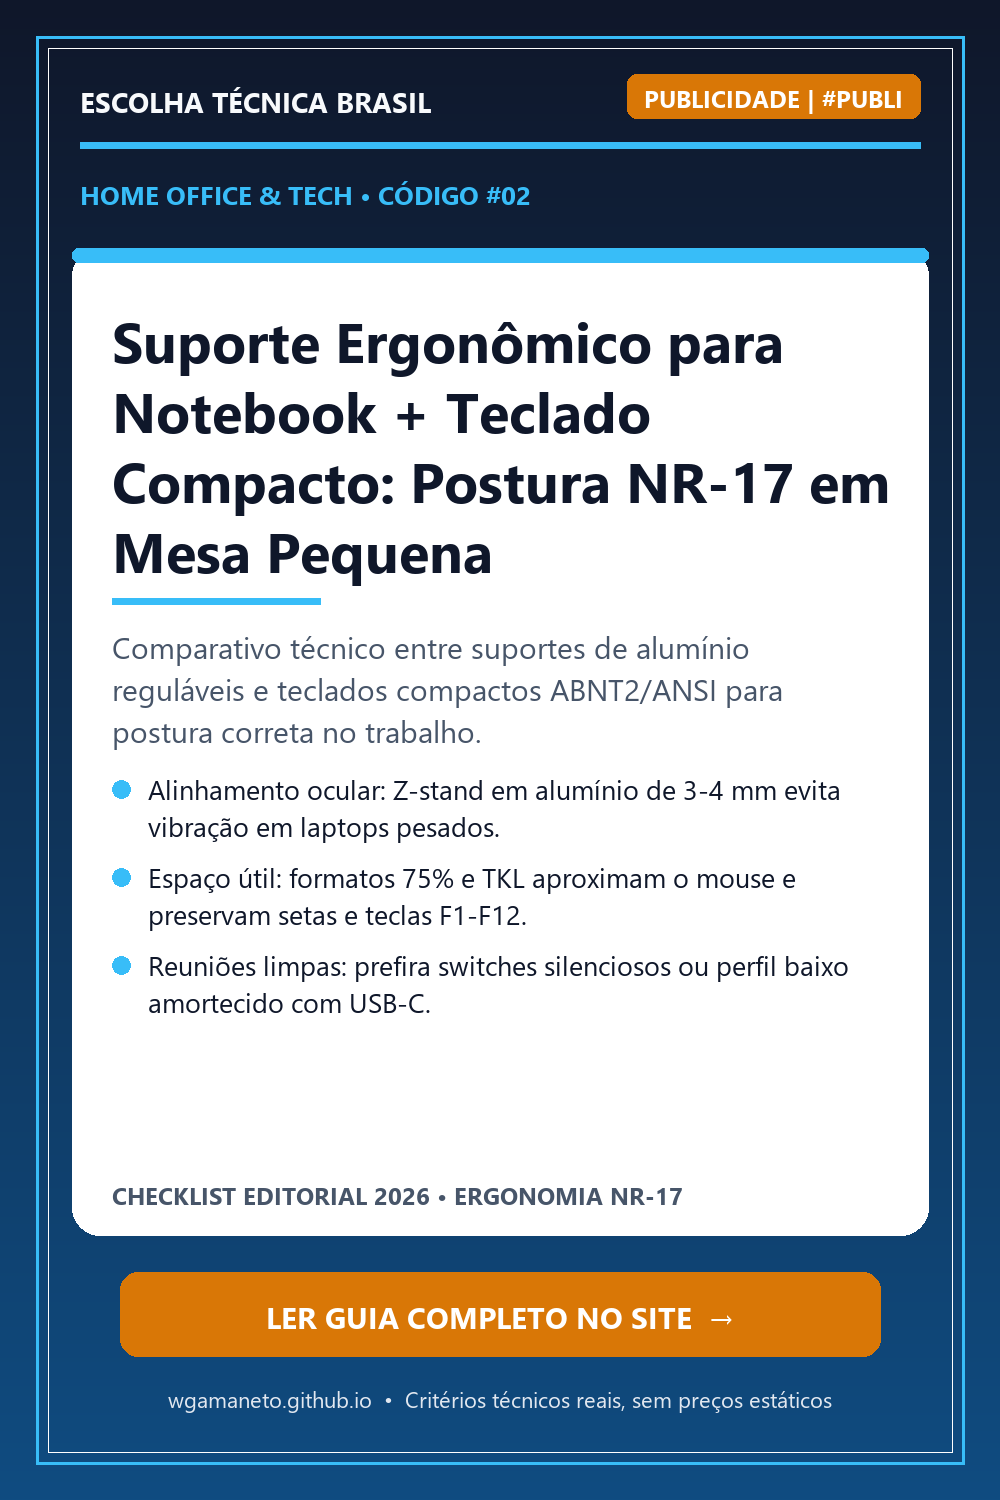 ESCOLHA TÉCNICA BRASIL
PUBLICIDADE | #PUBLI
HOME OFFICE & TECH • CÓDIGO #02
Suporte Ergonômico para
Notebook + Teclado
Compacto: Postura NR-17 em
Mesa Pequena
Comparativo técnico entre suportes de alumínio
reguláveis e teclados compactos ABNT2/ANSI para
postura correta no trabalho.
Alinhamento ocular: Z-stand em alumínio de 3-4 mm evita
vibração em laptops pesados.
Espaço útil: formatos 75% e TKL aproximam o mouse e
preservam setas e teclas F1-F12.
Reuniões limpas: prefira switches silenciosos ou perfil baixo
amortecido com USB-C.
CHECKLIST EDITORIAL 2026 • ERGONOMIA NR-17
LER GUIA COMPLETO NO SITE →
wgamaneto.github.io • Critérios técnicos reais, sem preços estáticos